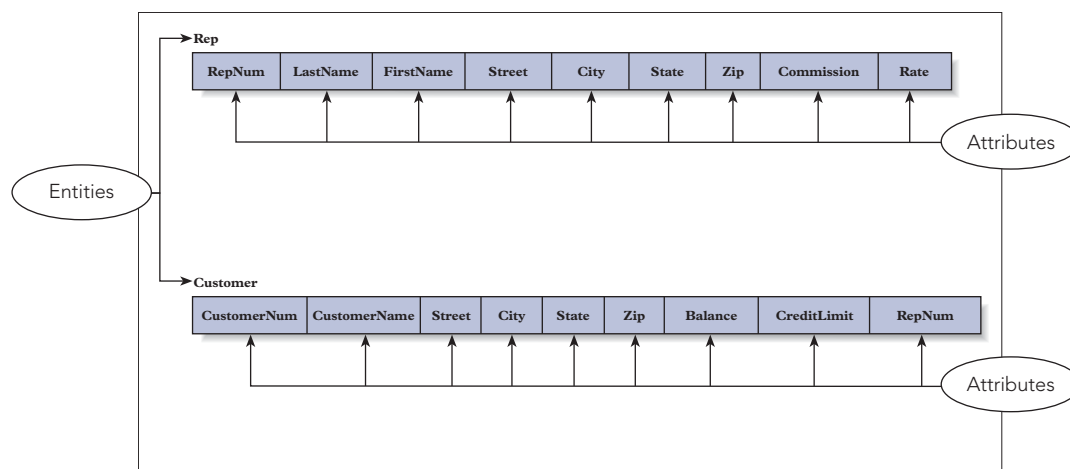 Rep
RepNum LastName FirstName Street City State Zip Commission Rate
Attributes
Entities
Customer
CustomerNum CustomerName Street City State Zip Balance CreditLimit RepNum
Attributes